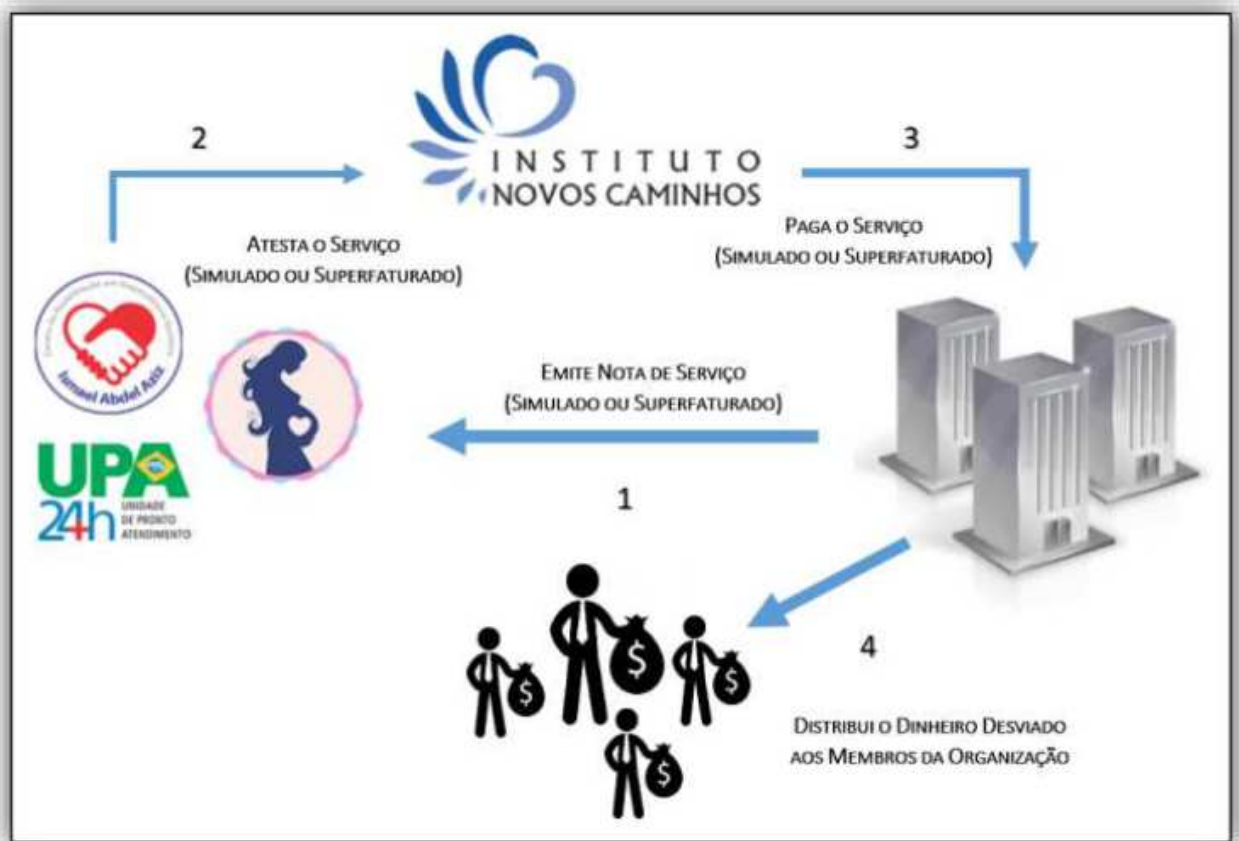 2
INSTITUTO
NOVOS CAMINHOS
3
ATESTA O SERVIÇO
(SIMULADO OU SUPERFATURADO)
PAGA O SERVIÇO
(SIMULADO OU SUPERFATURADO)
Ismael Abdel Aziz
EMITE NOTA DE SERVIÇO
(SIMULADO OU SUPERFATURADO)
1
UPA
24h
UNIDADE
DE PRONTO
ATENDIMENTO
$
$
$
$
4
DISTRIBUI O DINHEIRO DESVIADO
AOS MEMBROS DA ORGANIZAÇÃO